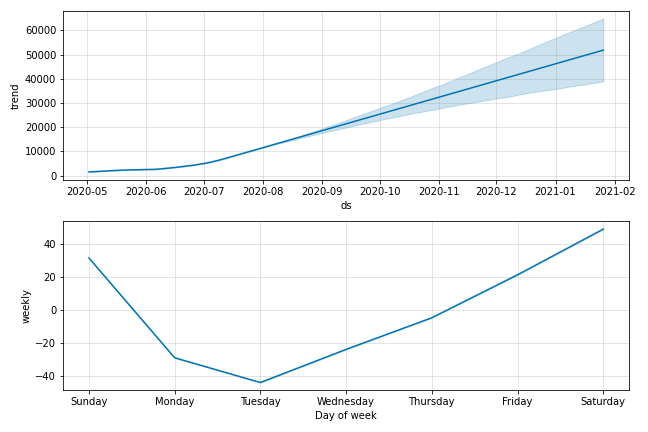 60000
50000
40000
30000
20000
10000
0
trend
2020-05 2020-06 2020-07 2020-08 2020-09 2020-10 2020-11 2020-12 2021-01 2021-02
ds
40
20
0
−20
−40
weekly
Sunday Monday Tuesday Wednesday Thursday Friday Saturday
Day of week